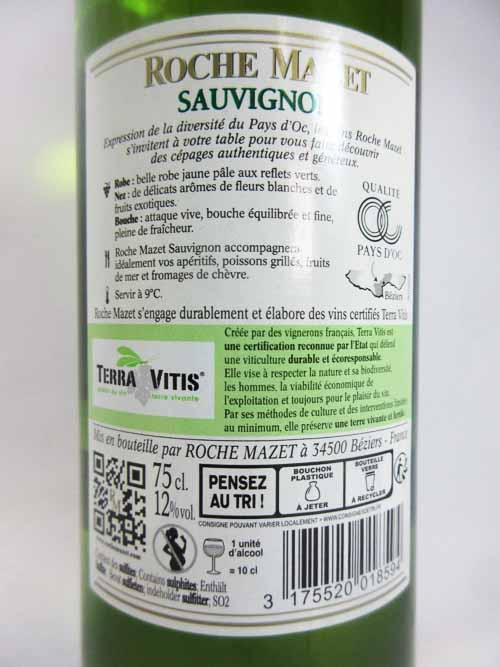 ROCHE MAZET
SAUVIGNON
Expression de la diversité du Pays d'Oc, les vins Roche Mazet
s'invitent à votre table pour vous faire découvrir
des cépages authentiques et généreux.
Robe : belle robe jaune pâle aux reflets verts.
Nez : de délicats arômes de fleurs blanches et de
fruits exotiques.
Bouche : attaque vive, bouche équilibrée et fine,
pleine de fraîcheur.
Roche Mazet Sauvignon accompagnera
idéalement vos apéritifs, poissons grillés, fruits
de mer et fromages de chèvre.
Servir à 9°C.
QUALITÉ
PAYS D'OC
Béziers
Roche Mazet s'engage durablement et élabore des vins certifiés Terra Vitis
TERRA VITIS®
terre vivante
Créée par des vignerons français, Terra Vitis est
une certification reconnue par l'Etat qui défend
une viticulture durable et écoresponsable.
Elle vise à respecter la nature et sa biodiversité,
les hommes, la viabilité économique de
l'exploitation et toujours pour le plaisir du vin.
Par ses méthodes de culture et des interventions limitées
au minimum, elle préserve une terre vivante et fertile.
Mis en bouteille par ROCHE MAZET à 34500 Béziers - France
75 cl.
12%vol.
PENSEZ
AU TRI !
BOUCHON
PLASTIQUE
À JETER
BOUTEILLE
VERRE
À RECYCLER
CONSIGNE POUVANT VARIER LOCALEMENT > WWW.CONSIGNESDETRI.FR
1 unité
d'alcool
= 10 cl
Contient des sulfites; Contains sulphites; Enthält
sulfieten; indeholder sulfitter; SO2
3 175520 018594